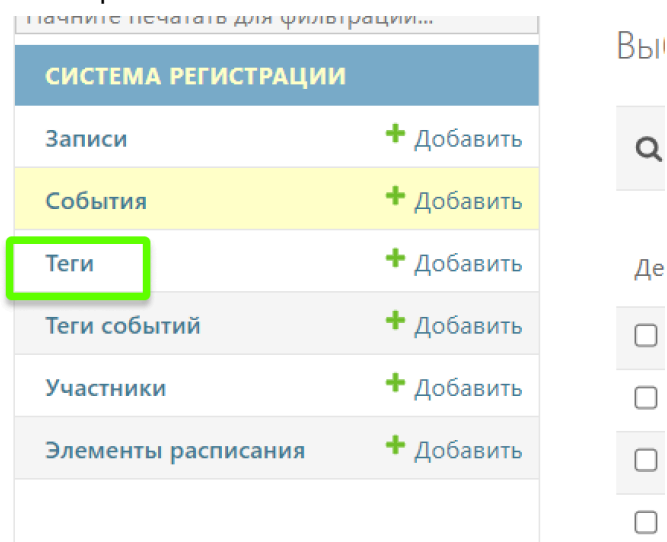 Начните печатать для фильтрации...
СИСТЕМА РЕГИСТРАЦИИ
Записи + Добавить
События + Добавить
Теги + Добавить
Теги событий + Добавить
Участники + Добавить
Элементы расписания + Добавить